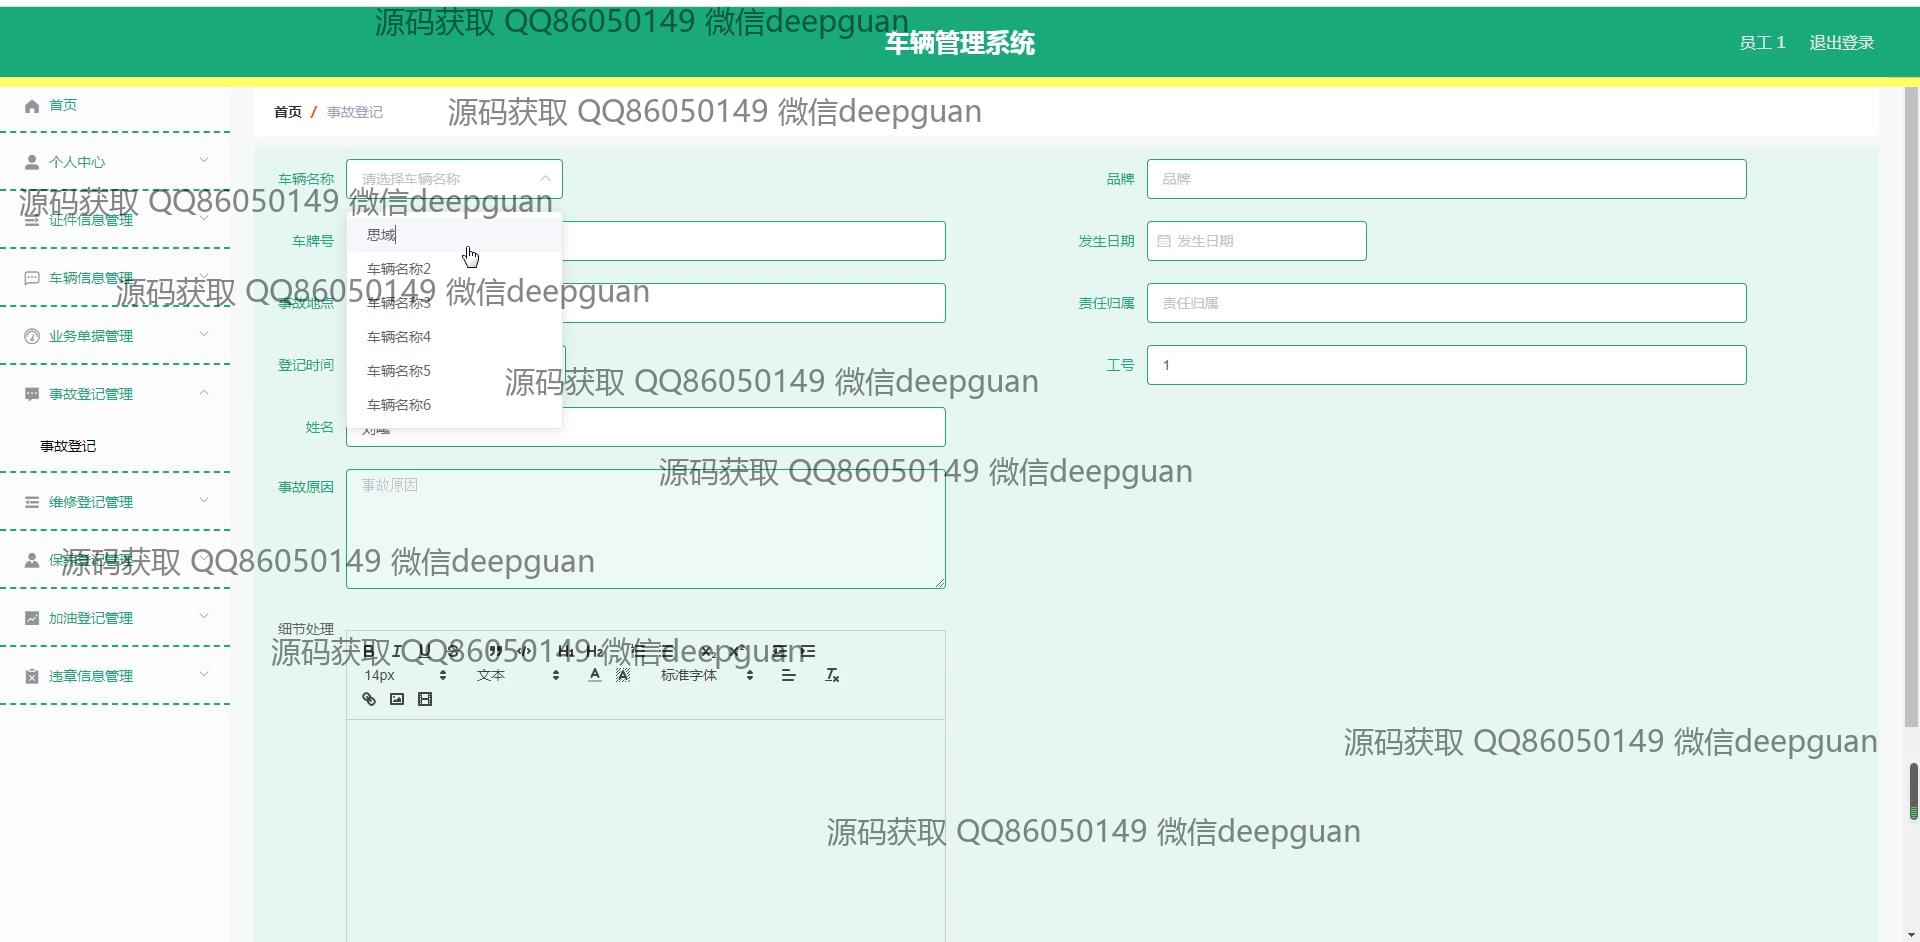 源码获取 QQ86050149 微信deepguan
车辆管理系统
员工 1 退出登录
首页
首页 / 事故登记
源码获取 QQ86050149 微信deepguan
个人中心
车辆名称 请选择车辆名称
品牌 品牌
源码获取 QQ86050149 微信deepguan
证件信息管理
思域
车牌号
发生日期 发生日期
车辆名称2
车辆信息管理
源码获取 QQ86050149 微信deepguan
事故地点
车辆名称3
责任归属 责任归属
业务单据管理
车辆名称4
登记时间
车辆名称5
工号 1
源码获取 QQ86050149 微信deepguan
事故登记管理
车辆名称6
姓名
事故登记
源码获取 QQ86050149 微信deepguan
事故原因 事故原因
维修登记管理
源码获取 QQ86050149 微信deepguan
加油登记管理
细节处理
源码获取 QQ86050149 微信deepguan
B I U S H1 H2 X2 X2
14px 文本 A A 标准字体 Tx
违章信息管理
源码获取 QQ86050149 微信deepguan
源码获取 QQ86050149 微信deepguan